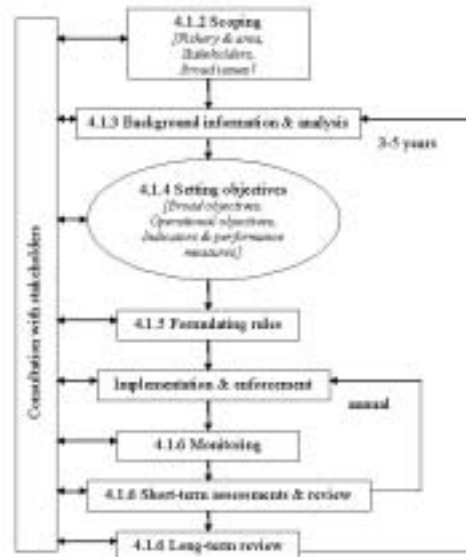 4.1.2 Scoping
[Fishery & area,
Stakeholders,
Broad issues]
4.1.3 Background information & analysis
3-5 years
4.1.4 Setting objectives
[Broad objectives,
Operational objectives,
Indicators & performance
measures]
4.1.5 Formulating rules
Implementation & enforcement
annual
4.1.6 Monitoring
4.1.6 Short-term assessments & review
4.1.6 Long-term review
Consultation with stakeholders